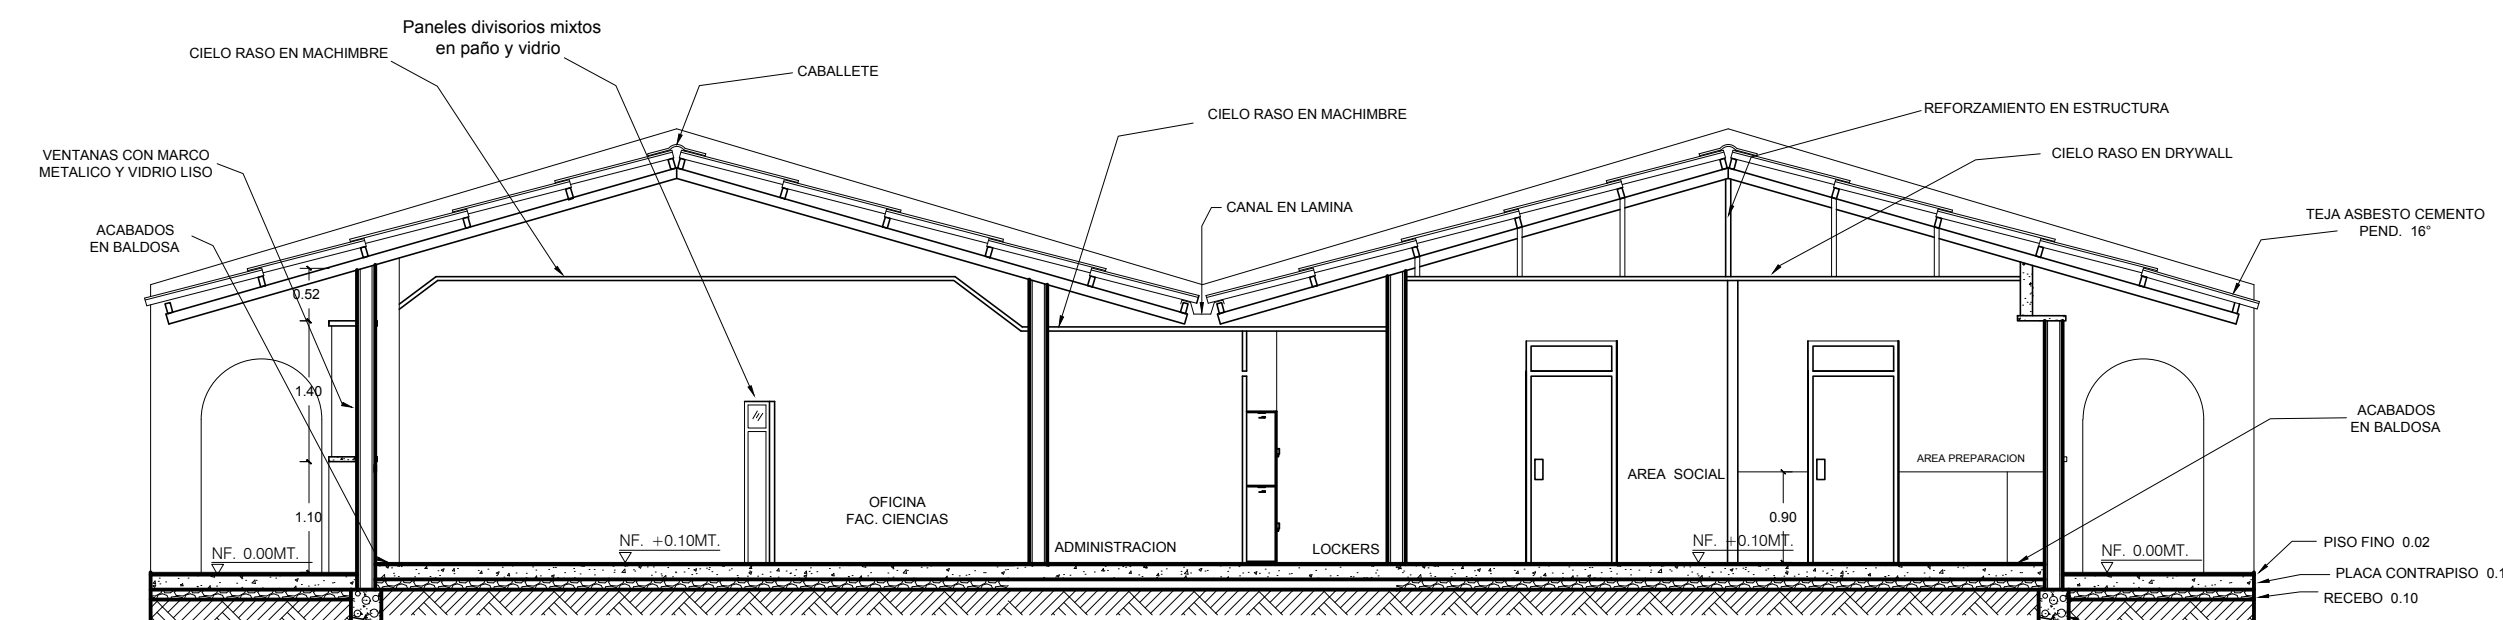 Paneles divisorios mixtos
en paño y vidrio
CIELO RASO EN MACHIMBRE
CABALLETE
CIELO RASO EN MACHIMBRE
REFORZAMIENTO EN ESTRUCTURA
CIELO RASO EN DRYWALL
VENTANAS CON MARCO
METALICO Y VIDRIO LISO
CANAL EN LAMINA
TEJA ASBESTO CEMENTO
PEND. 16°
ACABADOS
EN BALDOSA
0.52
1.40
1.10
ACABADOS
EN BALDOSA
AREA PREPARACION
AREA SOCIAL
OFICINA
FAC. CIENCIAS
0.90
NF. 0.00MT.
NF. +0.10MT.
ADMINISTRACION
LOCKERS
NF. +0.10MT.
NF. 0.00MT.
PISO FINO 0.02
PLACA CONTRAPISO 0.1
RECEBO 0.10